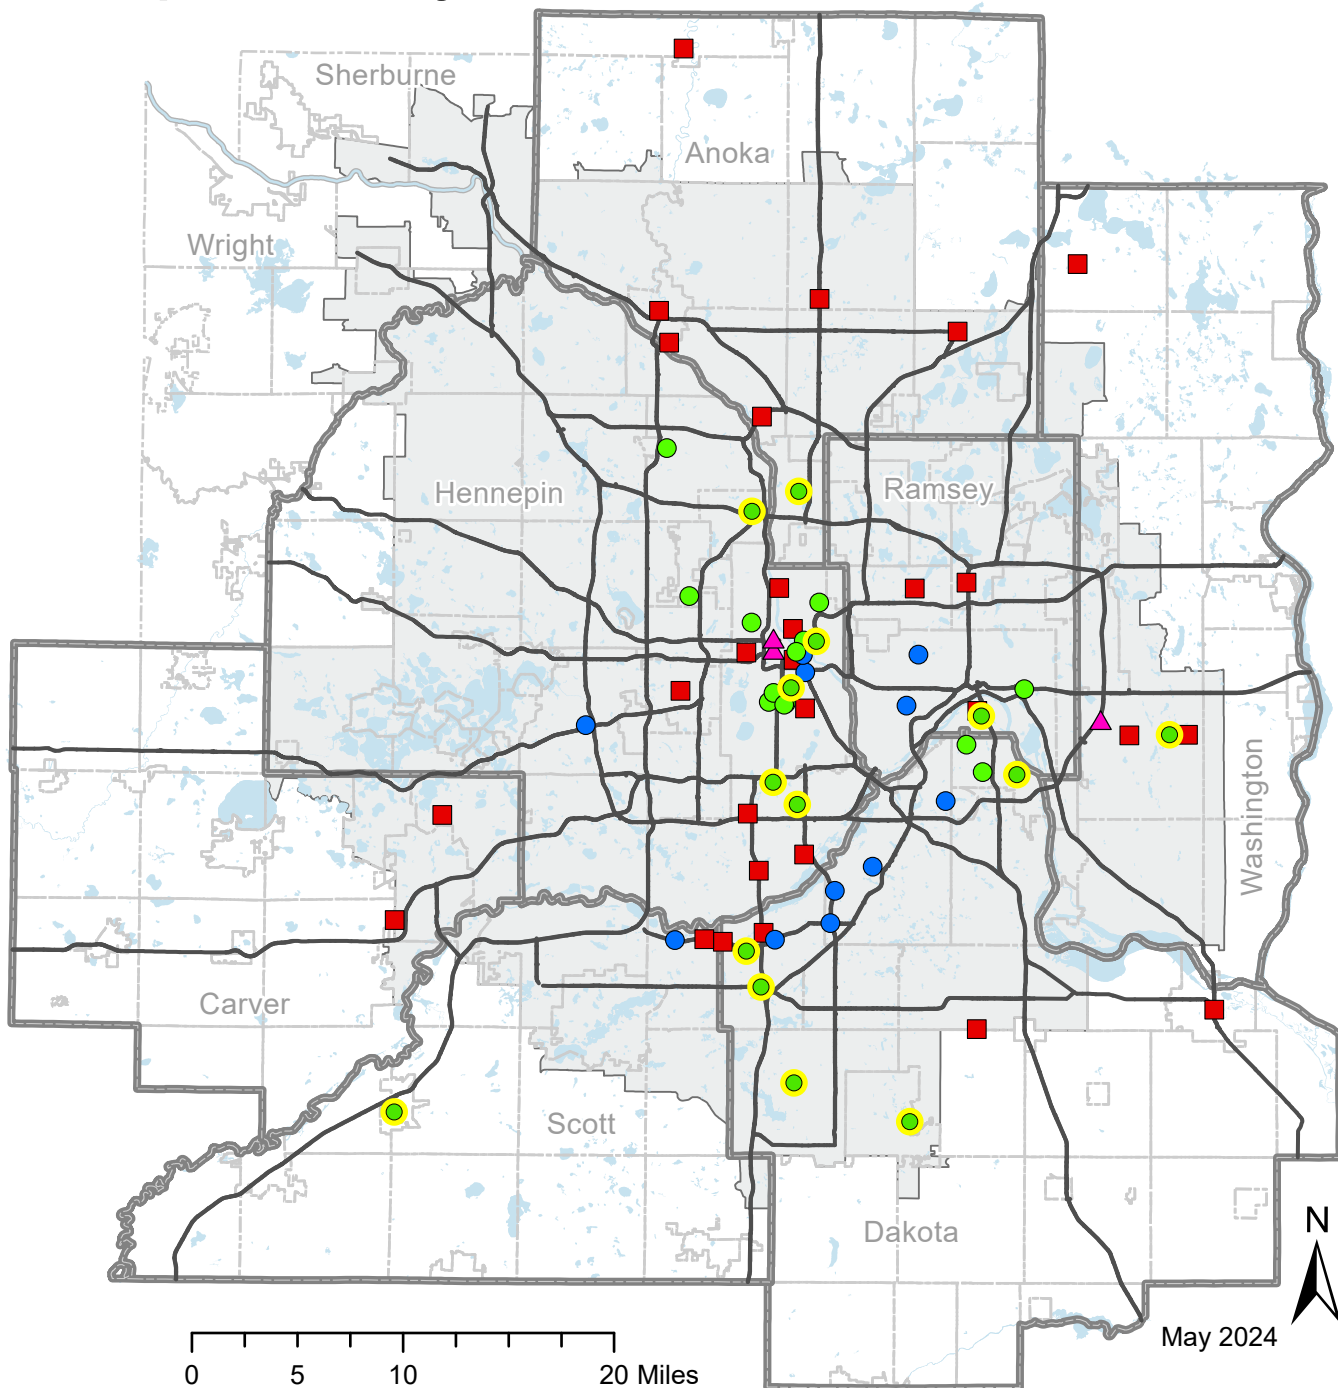 Sherburne
Anoka
Wright
Hennepin
Ramsey
Washington
Carver
Scott
Dakota
N
May 2024
0 5 10 20 Miles